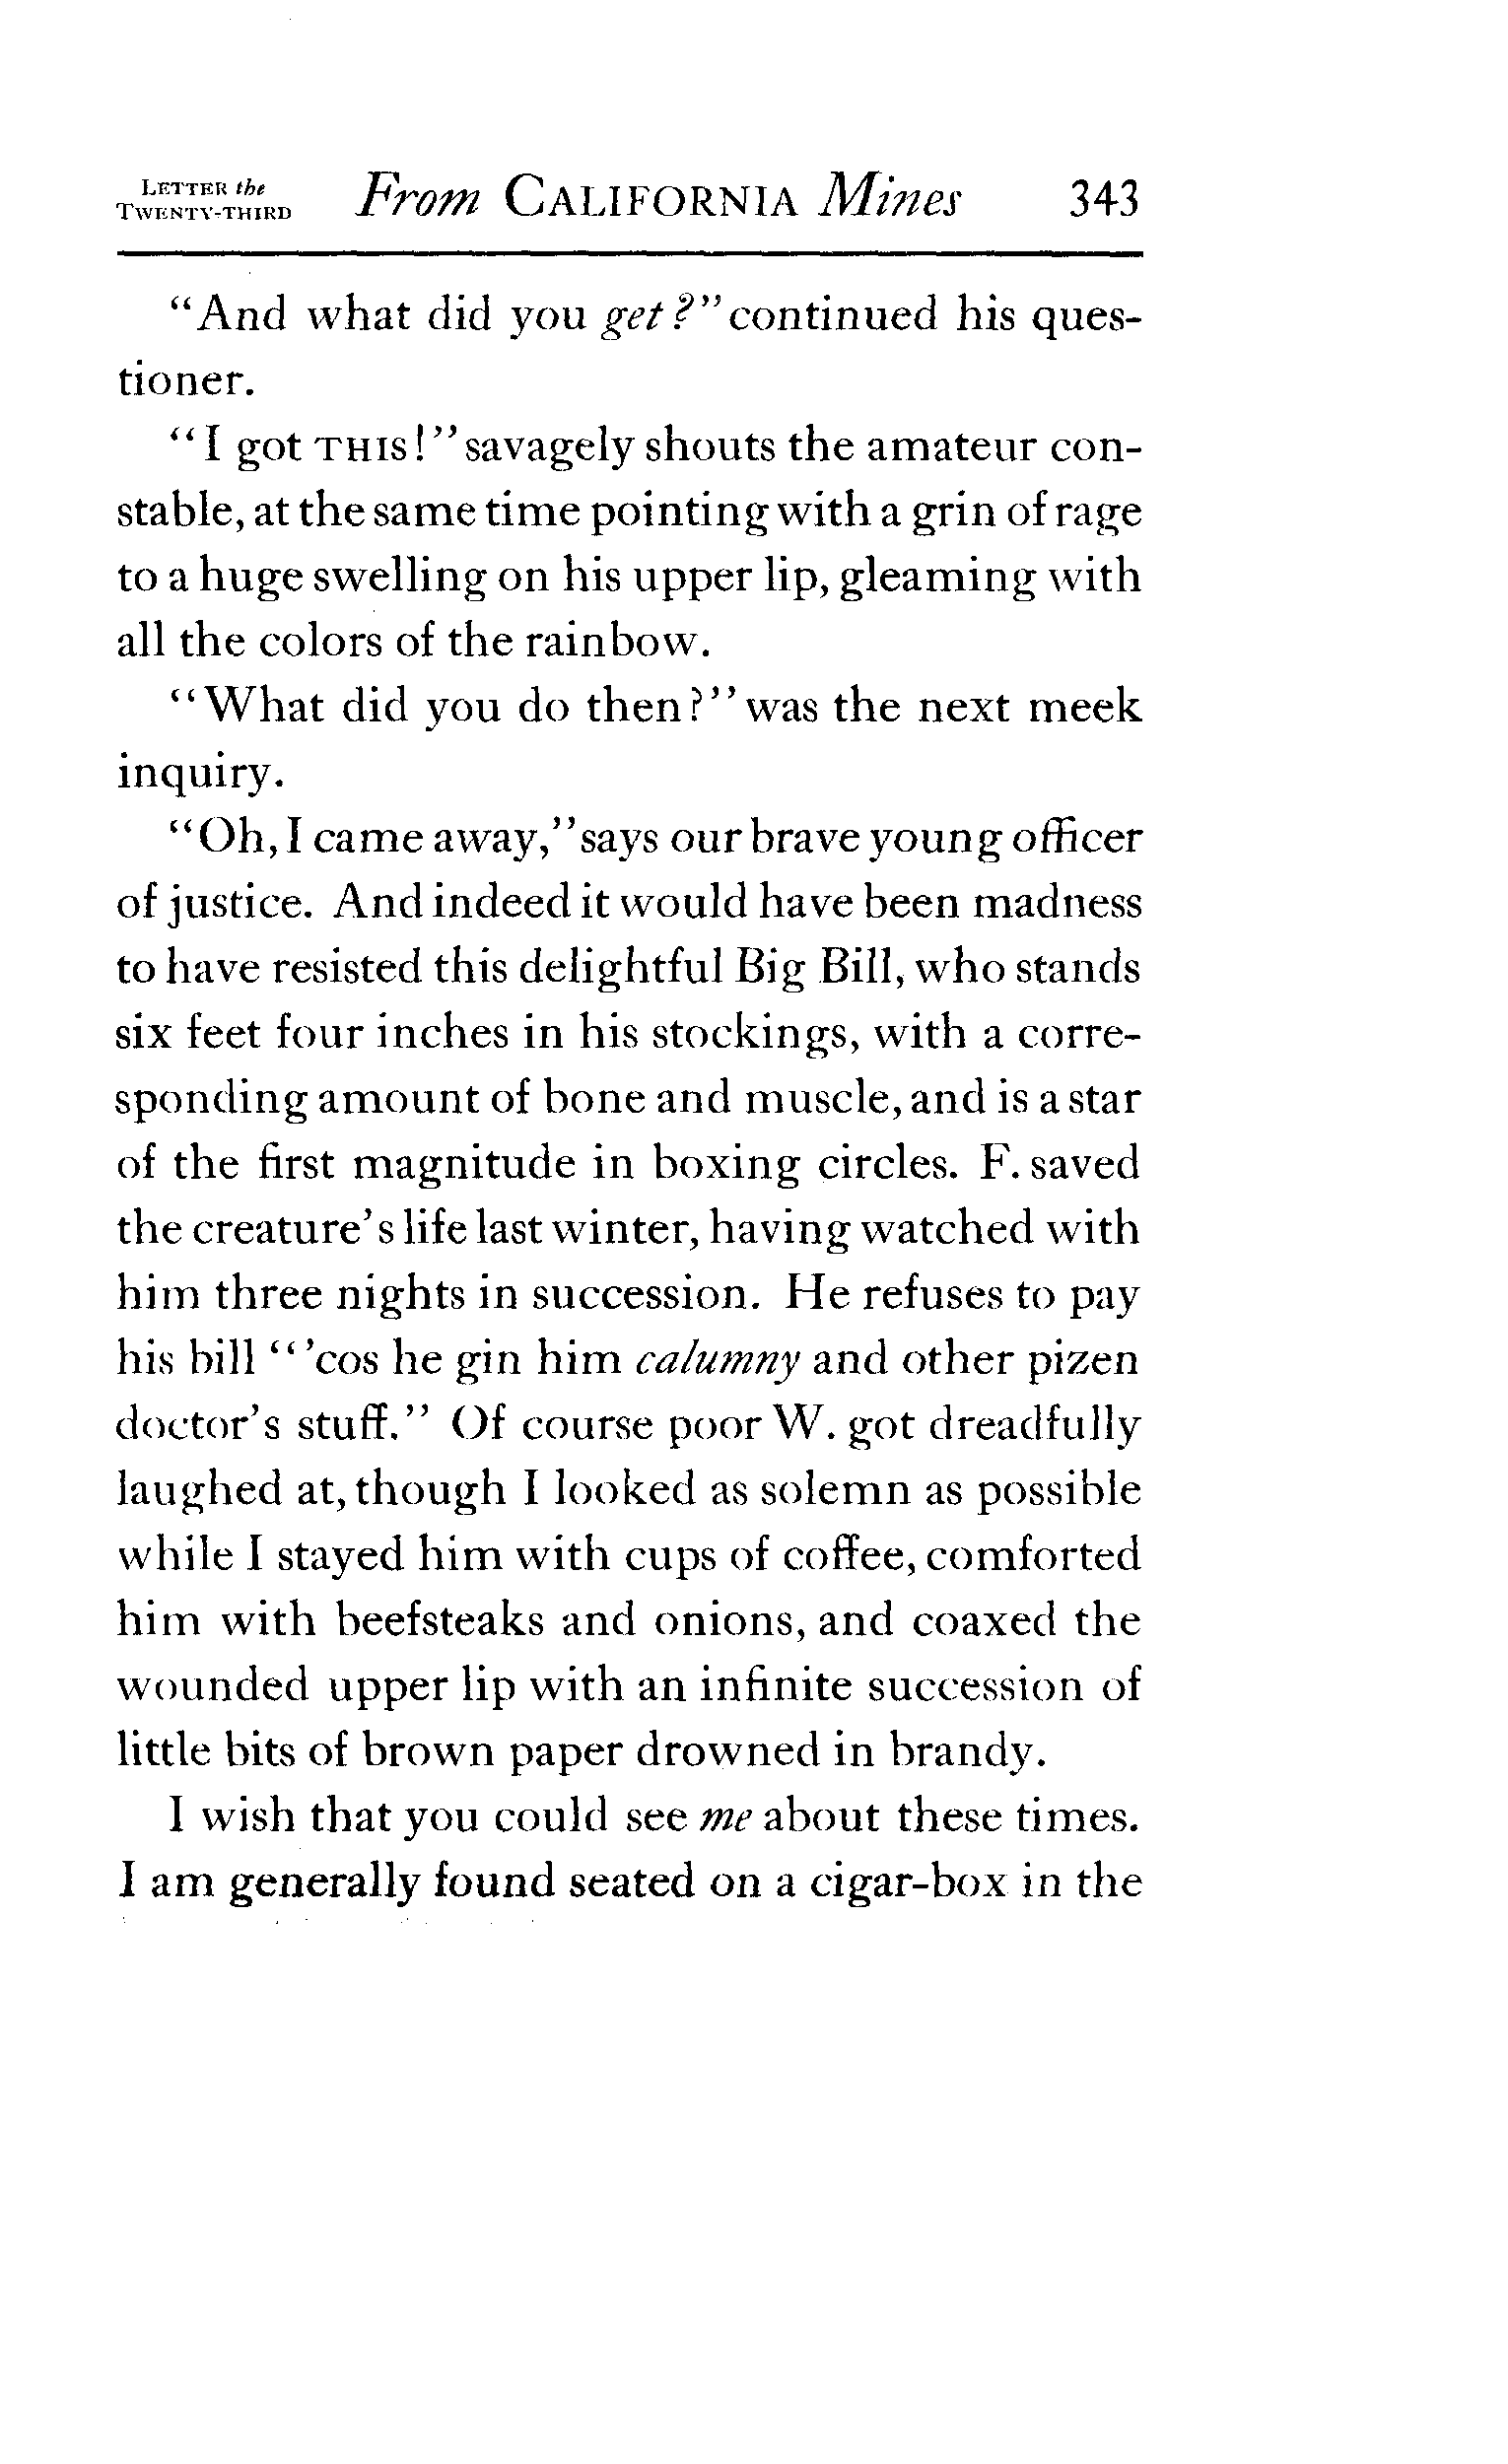 LETTER the
TWENTY-THIRD From CALIFORNIA Mines 343
“And what did you get?” continued his ques-
tioner.
“I got THIS!” savagely shouts the amateur con-
stable, at the same time pointing with a grin of rage
to a huge swelling on his upper lip, gleaming with
all the colors of the rainbow.
“What did you do then?” was the next meek
inquiry.
“Oh, I came away,” says our brave young officer
of justice. And indeed it would have been madness
to have resisted this delightful Big Bill, who stands
six feet four inches in his stockings, with a corre-
sponding amount of bone and muscle, and is a star
of the first magnitude in boxing circles. F. saved
the creature’s life last winter, having watched with
him three nights in succession. He refuses to pay
his bill “’cos he gin him calumny and other pizen
doctor’s stuff.” Of course poor W. got dreadfully
laughed at, though I looked as solemn as possible
while I stayed him with cups of coffee, comforted
him with beefsteaks and onions, and coaxed the
wounded upper lip with an infinite succession of
little bits of brown paper drowned in brandy.
I wish that you could see me about these times.
I am generally found seated on a cigar-box in the